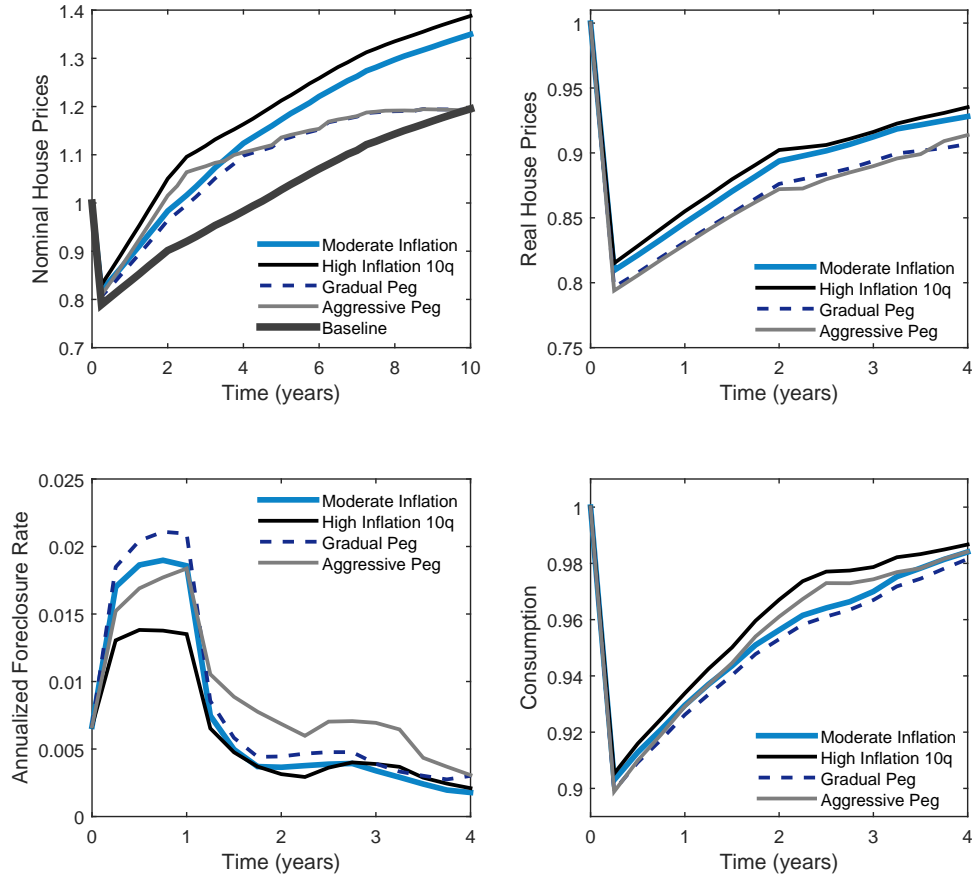 Nominal House Prices
1.4
1.3
1.2
1.1
1
0.9
0.8
0.7
0 2 4 6 8 10
Time (years)
Moderate Inflation
High Inflation 10q
Gradual Peg
Aggressive Peg
Baseline
Real House Prices
1
0.95
0.9
0.85
0.8
0.75
0 1 2 3 4
Time (years)
Moderate Inflation
High Inflation 10q
Gradual Peg
Aggressive Peg
Annualized Foreclosure Rate
0.025
0.02
0.015
0.01
0.005
0
0 1 2 3 4
Time (years)
Moderate Inflation
High Inflation 10q
Gradual Peg
Aggressive Peg
Consumption
1
0.98
0.96
0.94
0.92
0.9
0 1 2 3 4
Time (years)
Moderate Inflation
High Inflation 10q
Gradual Peg
Aggressive Peg